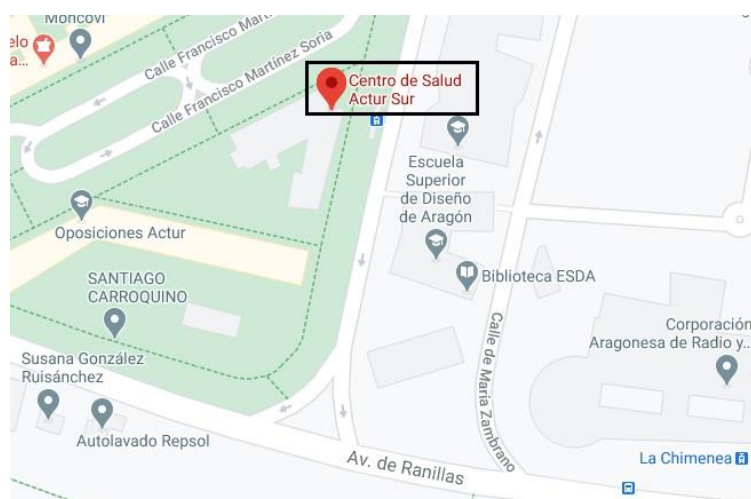 Moncovi
elo
a...
Calle Francisco Martínez Soria
Calle Francisco Martínez Soria
Centro de Salud
Actur Sur
Escuela
Superior
de Diseño
de Aragón
Oposiciones Actur
Biblioteca ESDA
SANTIAGO
CARROQUINO
Corporación
Aragonesa de Radio y...
Susana González
Ruisánchez
Calle de María Zambrano
Autolavado Repsol
Av. de Ranillas
La Chimenea